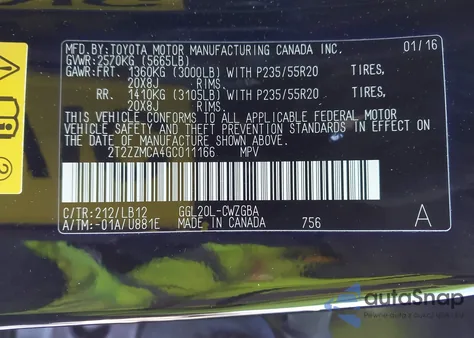 MFD.BY:TOYOTA MOTOR MANUFACTURING CANADA INC. 01/16
GVWR:2570KG (5665LB)
GAWR:FRT. 1360KG (3000LB) WITH P235/55R20 TIRES,
20X8J RIMS.
RR. 1410KG (3105LB) WITH P235/55R20 TIRES,
20X8J RIMS.
THIS VEHICLE CONFORMS TO ALL APPLICABLE FEDERAL MOTOR
VEHICLE SAFETY AND THEFT PREVENTION STANDARDS IN EFFECT ON
THE DATE OF MANUFACTURE SHOWN ABOVE.
2T2ZZMCA4GC011166 MPV
C/TR:212/LB12 GGL20L-CWZGBA
A/TM:-01A/U881E MADE IN CANADA 756 A
autoSnap